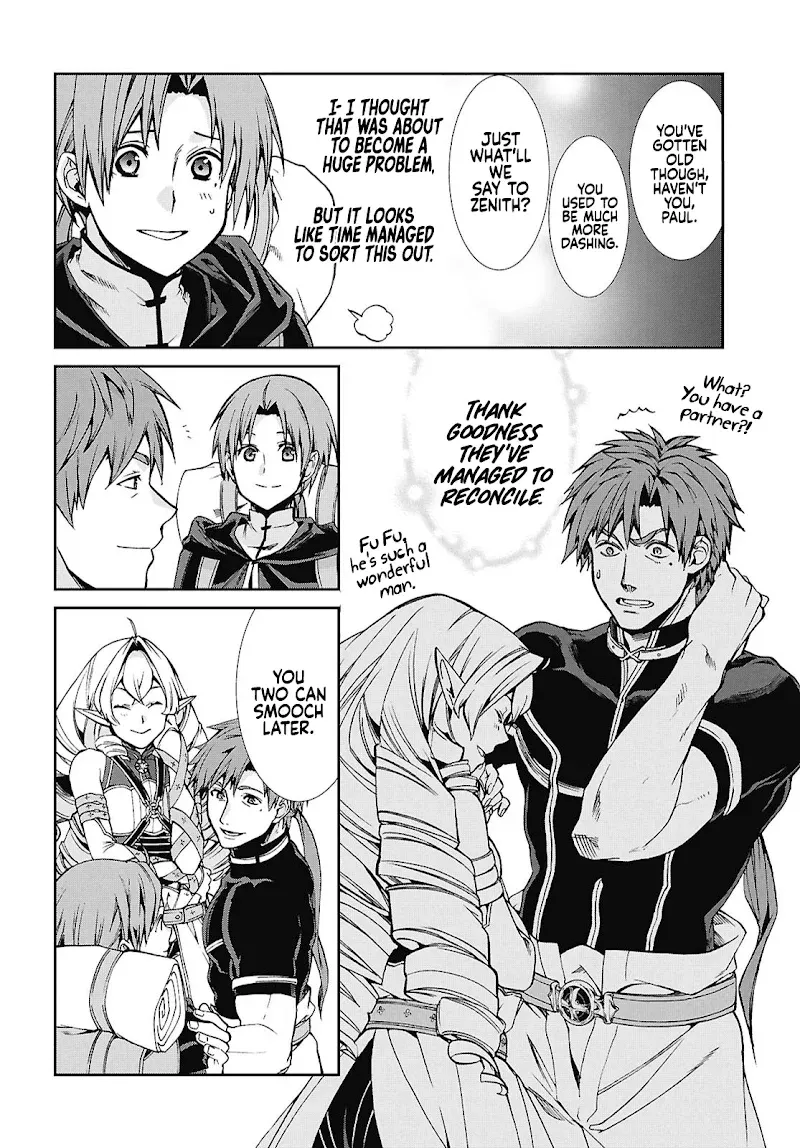 YOU'VE
GOTTEN
OLD
THOUGH,
HAVEN'T
YOU,
PAUL.
YOU
USED TO
BE MUCH
MORE
DASHING.
JUST
WHAT'LL
WE
SAY TO
ZENITH?
I- I THOUGHT
THAT WAS ABOUT
TO BECOME A
HUGE PROBLEM,
BUT IT LOOKS
LIKE TIME MANAGED
TO SORT THIS OUT.
What?
You have a
partner?!
THANK
GOODNESS
THEY'VE
MANAGED TO
RECONCILE.
Fu Fu,
he's such a
wonderful
man.
YOU
TWO CAN
SMOOCH
LATER.